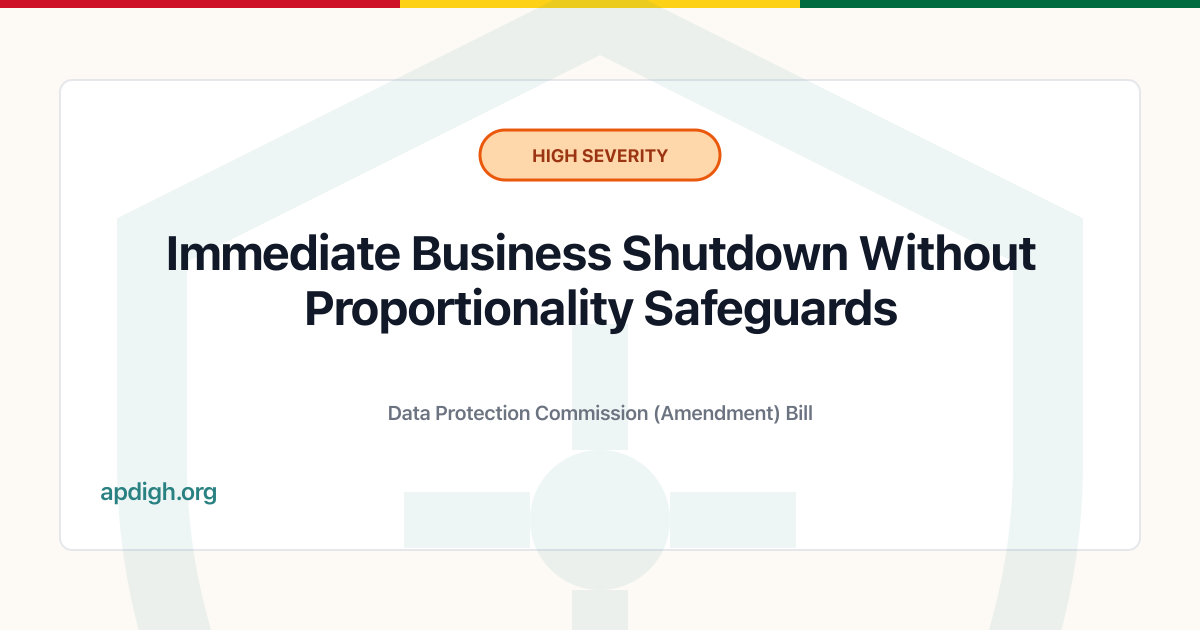 HIGH SEVERITY
Immediate Business Shutdown Without
Proportionality Safeguards
Data Protection Commission (Amendment) Bill
apdigh.org